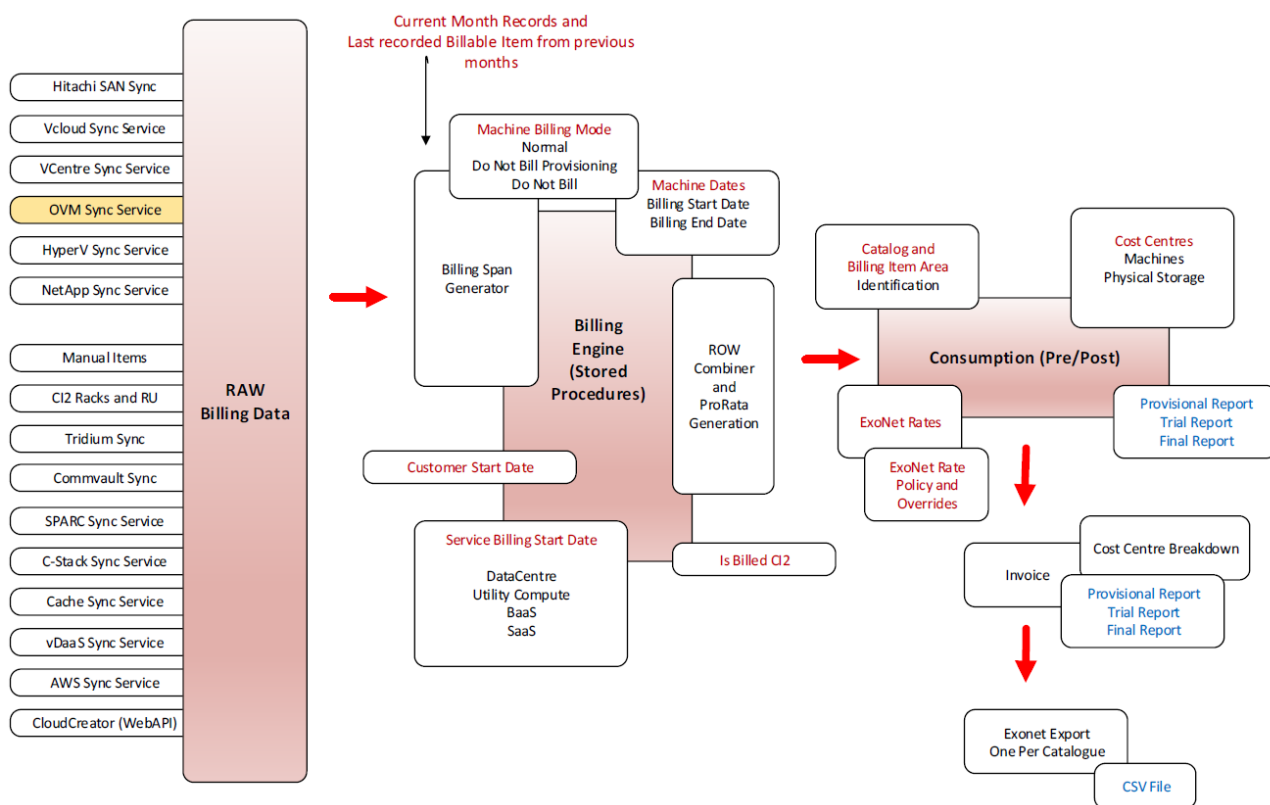 Current Month Records and
Last recorded Billable Item from previous
months
Hitachi SAN Sync
Vcloud Sync Service
VCentre Sync Service
OVM Sync Service
HyperV Sync Service
NetApp Sync Service
Manual Items
CI2 Racks and RU
Tridium Sync
Commvault Sync
SPARC Sync Service
C-Stack Sync Service
Cache Sync Service
vDaaS Sync Service
AWS Sync Service
CloudCreator (WebAPI)
RAW
Billing Data
Machine Billing Mode
Normal
Do Not Bill Provisioning
Do Not Bill
Machine Dates
Billing Start Date
Billing End Date
Billing Span
Generator
Billing
Engine
(Stored
Procedures)
ROW
Combiner
and
ProRata
Generation
Customer Start Date
Service Billing Start Date
DataCentre
Utility Compute
BaaS
SaaS
Is Billed CI2
Catalog and
Billing Item Area
Identification
Cost Centres
Machines
Physical Storage
Consumption (Pre/Post)
ExoNet Rates
ExoNet Rate
Policy and
Overrides
Provisional Report
Trial Report
Final Report
Invoice
Cost Centre Breakdown
Provisional Report
Trial Report
Final Report
Exonet Export
One Per Catalogue
CSV File